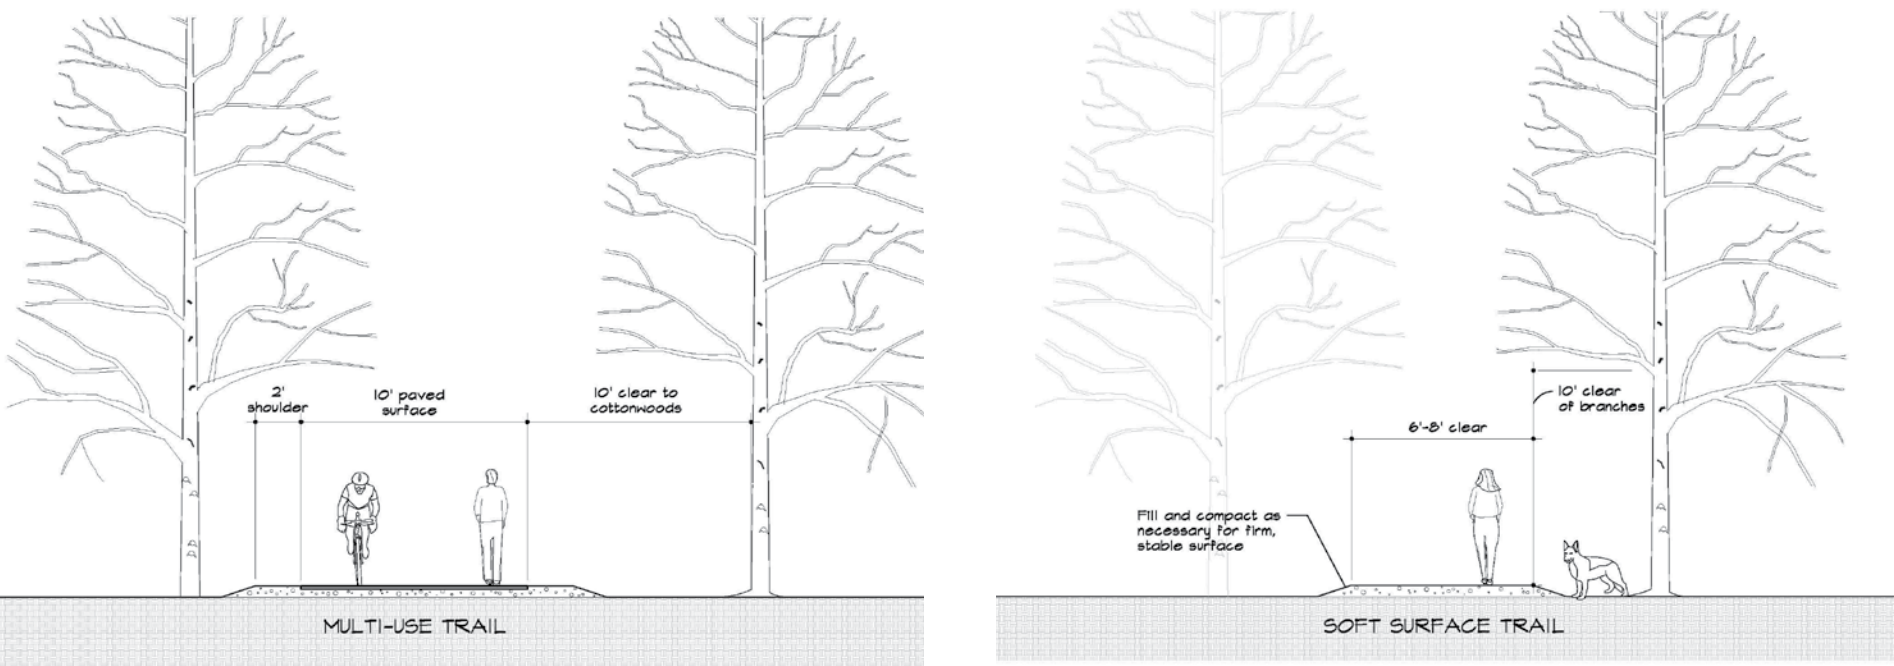 2'
shoulder
10' paved
surface
10' clear to
cottonwoods
MULTI-USE TRAIL
10' clear
of branches
6'-8' clear
Fill and compact as
necessary for firm,
stable surface
SOFT SURFACE TRAIL